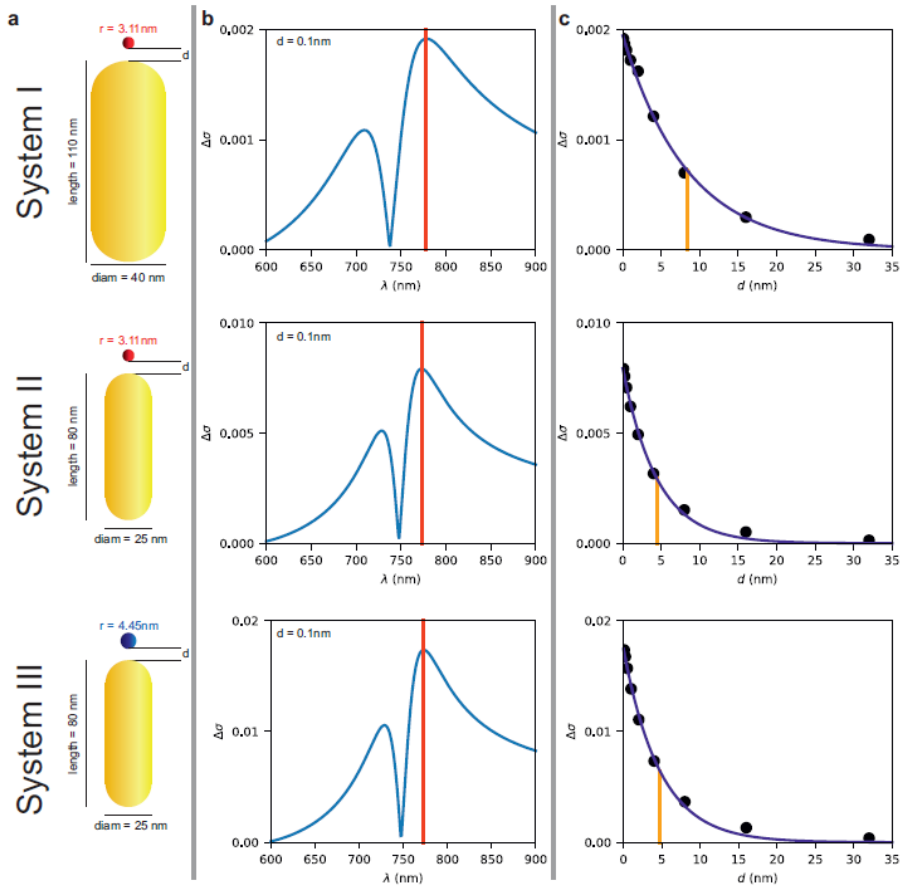 a
b
c
System I
r = 3.11nm
d
length = 110 nm
diam = 40 nm
d = 0.1nm
Δσ
0.002
0.001
0.000
600 650 700 750 800 850 900
λ (nm)
Δσ
0.002
0.001
0.000
0 5 10 15 20 25 30 35
d (nm)
System II
r = 3.11nm
d
length = 80 nm
diam = 25 nm
d = 0.1nm
Δσ
0.010
0.005
0.000
600 650 700 750 800 850 900
λ (nm)
Δσ
0.010
0.005
0.000
0 5 10 15 20 25 30 35
d (nm)
System III
r = 4.45nm
d
length = 80 nm
diam = 25 nm
d = 0.1nm
Δσ
0.02
0.01
0.00
600 650 700 750 800 850 900
λ (nm)
Δσ
0.02
0.01
0.00
0 5 10 15 20 25 30 35
d (nm)